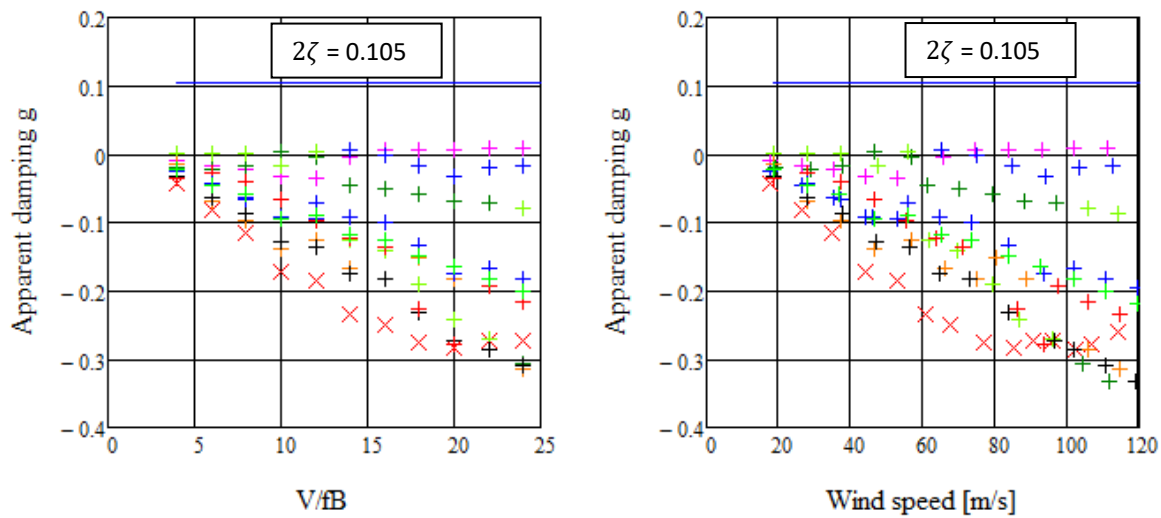 0.2
2ζ = 0.105
0.1
0
– 0.1
– 0.2
– 0.3
– 0.4
0 5 10 15 20 25
Apparent damping g
V/fB
0.2
2ζ = 0.105
0.1
0
– 0.1
– 0.2
– 0.3
– 0.4
0 20 40 60 80 100 120
Apparent damping g
Wind speed [m/s]